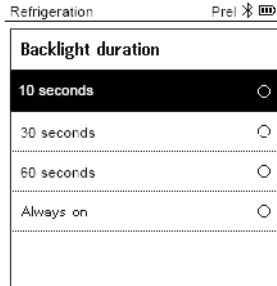 Refrigeration Prel
Backlight duration
10 seconds
30 seconds
60 seconds
Always on